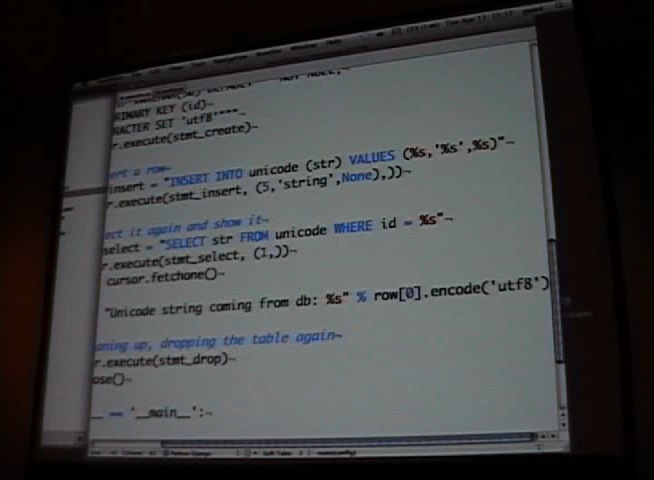 RIMARY KEY (id)¬
RACTER SET 'utf8'"""¬
r.execute(stmt_create)¬
ert a row¬
insert = "INSERT INTO unicode (str) VALUES (%s,'%s',%s)"¬
r.execute(stmt_insert, (5,'string',None),))¬
ect it again and show it¬
select = "SELECT str FROM unicode WHERE id = %s"¬
r.execute(stmt_select, (1,))¬
cursor.fetchone()¬
"Unicode string coming from db: %s" % row[0].encode('utf8')
aning up, dropping the table again¬
r.execute(stmt_drop)¬
ose()¬
__ == '__main__':¬